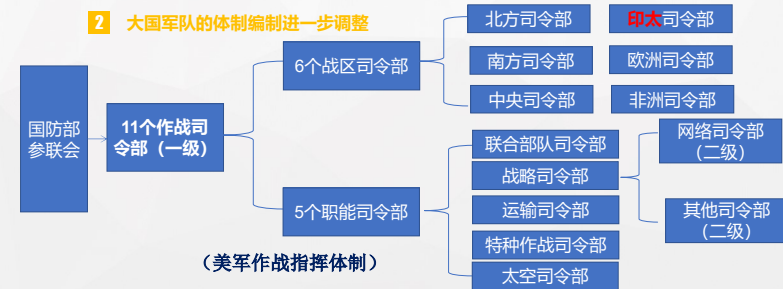 2 大国军队的体制编制进一步调整
国防部
参联会
11个作战司
令部（一级）
6个战区司令部
5个职能司令部
北方司令部
印太司令部
南方司令部
欧洲司令部
中央司令部
非洲司令部
联合部队司令部
战略司令部
运输司令部
特种作战司令部
太空司令部
网络司令部
（二级）
其他司令部
（二级）
（美军作战指挥体制）